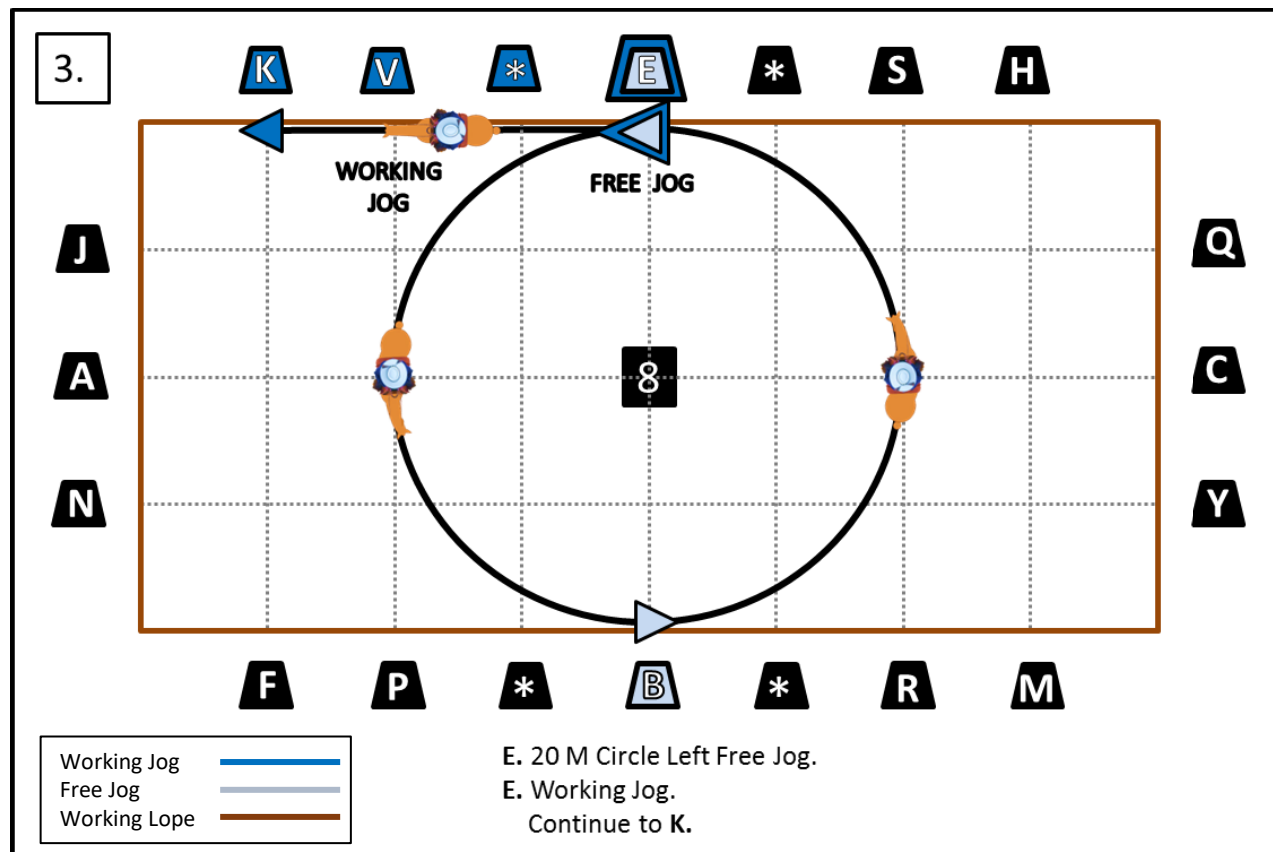 3.
K V * E * S H
WORKING
JOG
FREE JOG
J Q
A 8 C
N Y
F P * B * R M
Working Jog
Free Jog
Working Lope
E. 20 M Circle Left Free Jog.
E. Working Jog.
Continue to K.